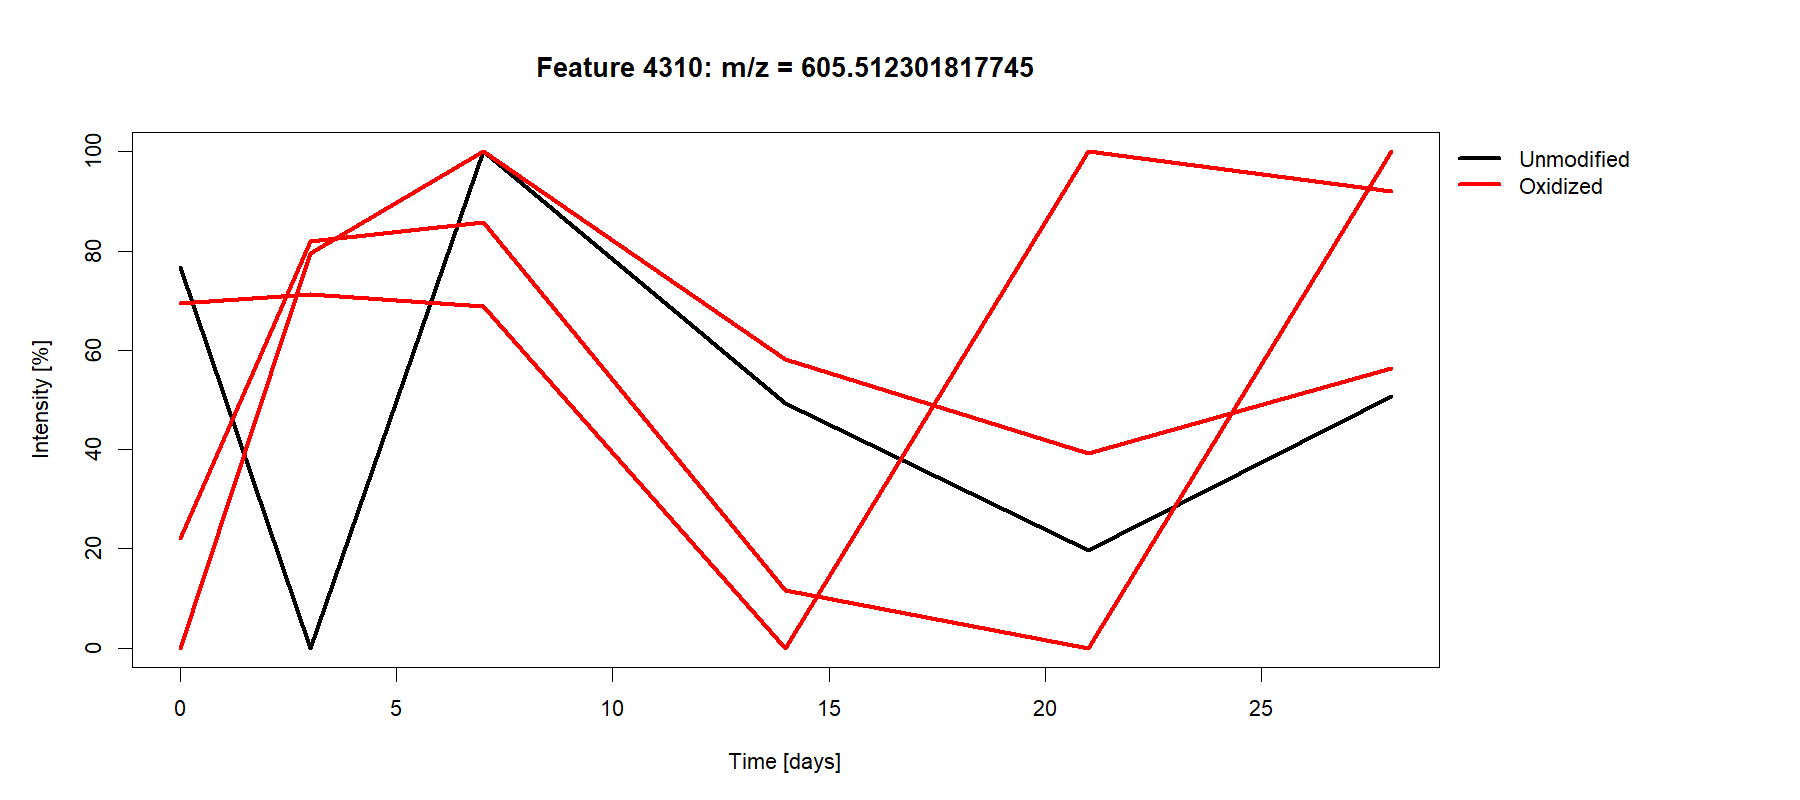 Feature 4310: m/z = 605.512301817745
Unmodified
Oxidized
Intensity [%]
100
80
60
40
20
0
0 5 10 15 20 25
Time [days]